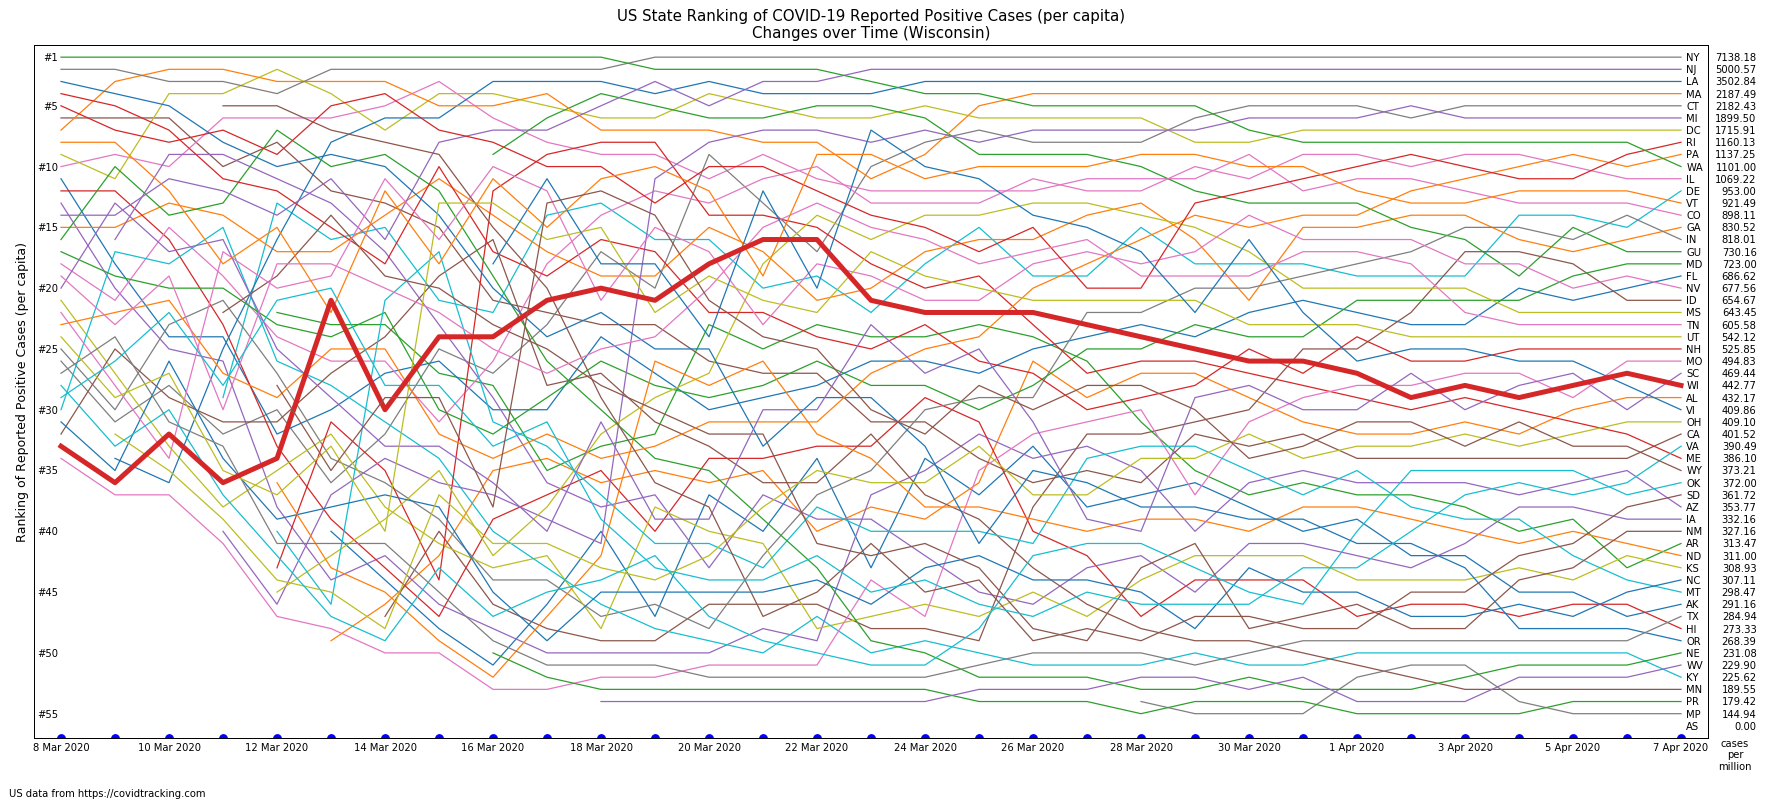 US State Ranking of COVID-19 Reported Positive Cases (per capita)
Changes over Time (Wisconsin)
Ranking of Reported Positive Cases (per capita)
#1
#5
#10
#15
#20
#25
#30
#35
#40
#45
#50
#55
NY 7138.18
NJ 5000.57
LA 3502.84
MA 2187.49
CT 2182.43
MI 1899.50
DC 1715.91
RI 1160.13
PA 1137.25
WA 1101.00
IL 1069.22
DE 953.00
VT 921.49
CO 898.11
GA 830.52
IN 818.01
GU 730.16
MD 723.00
FL 686.62
NV 677.56
ID 654.67
MS 643.45
TN 605.58
UT 542.12
NH 525.85
MO 494.83
SC 469.44
WI 442.77
AL 432.17
VI 409.86
OH 409.10
CA 401.52
VA 390.49
ME 386.10
WY 373.21
OK 372.00
SD 361.72
AZ 353.77
IA 332.16
NM 327.16
AR 313.47
ND 311.00
KS 308.93
NC 307.11
MT 298.47
AK 291.16
TX 284.94
HI 273.33
OR 268.39
NE 231.08
WV 229.90
KY 225.62
MN 189.55
PR 179.42
MP 144.94
AS 0.00
8 Mar 2020 10 Mar 2020 12 Mar 2020 14 Mar 2020 16 Mar 2020 18 Mar 2020 20 Mar 2020 22 Mar 2020 24 Mar 2020 26 Mar 2020 28 Mar 2020 30 Mar 2020 1 Apr 2020 3 Apr 2020 5 Apr 2020 7 Apr 2020
cases
per
million
US data from https://covidtracking.com